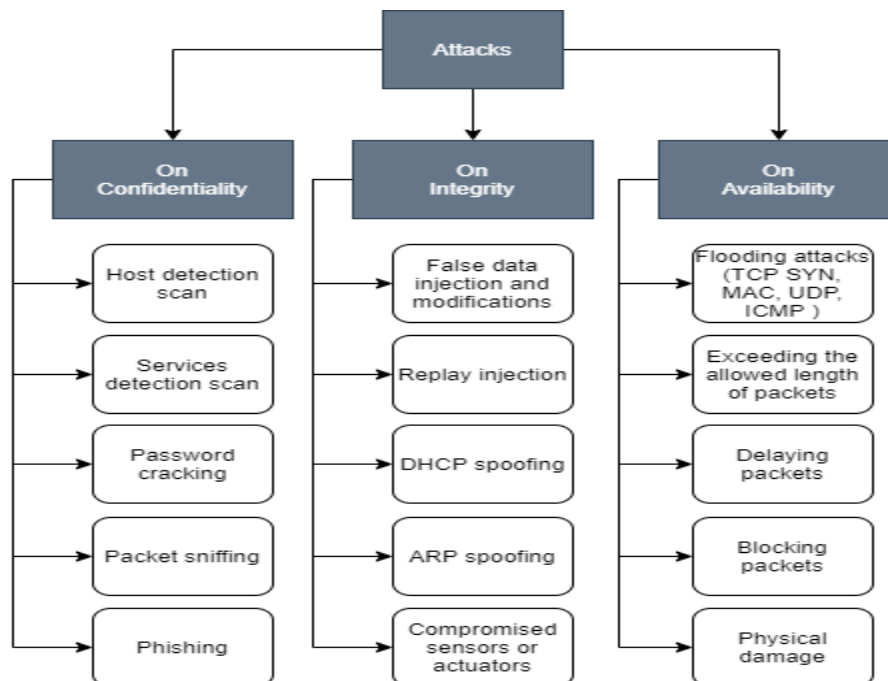 Attacks
On
Confidentiality
On
Integrity
On
Availability
Host detection
scan
Services
detection scan
Password
cracking
Packet sniffing
Phishing
False data
injection and
modifications
Replay injection
DHCP spoofing
ARP spoofing
Compromised
sensors or
actuators
Flooding attacks
(TCP SYN,
MAC, UDP,
ICMP )
Exceeding the
allowed length
of packets
Delaying
packets
Blocking
packets
Physical
damage